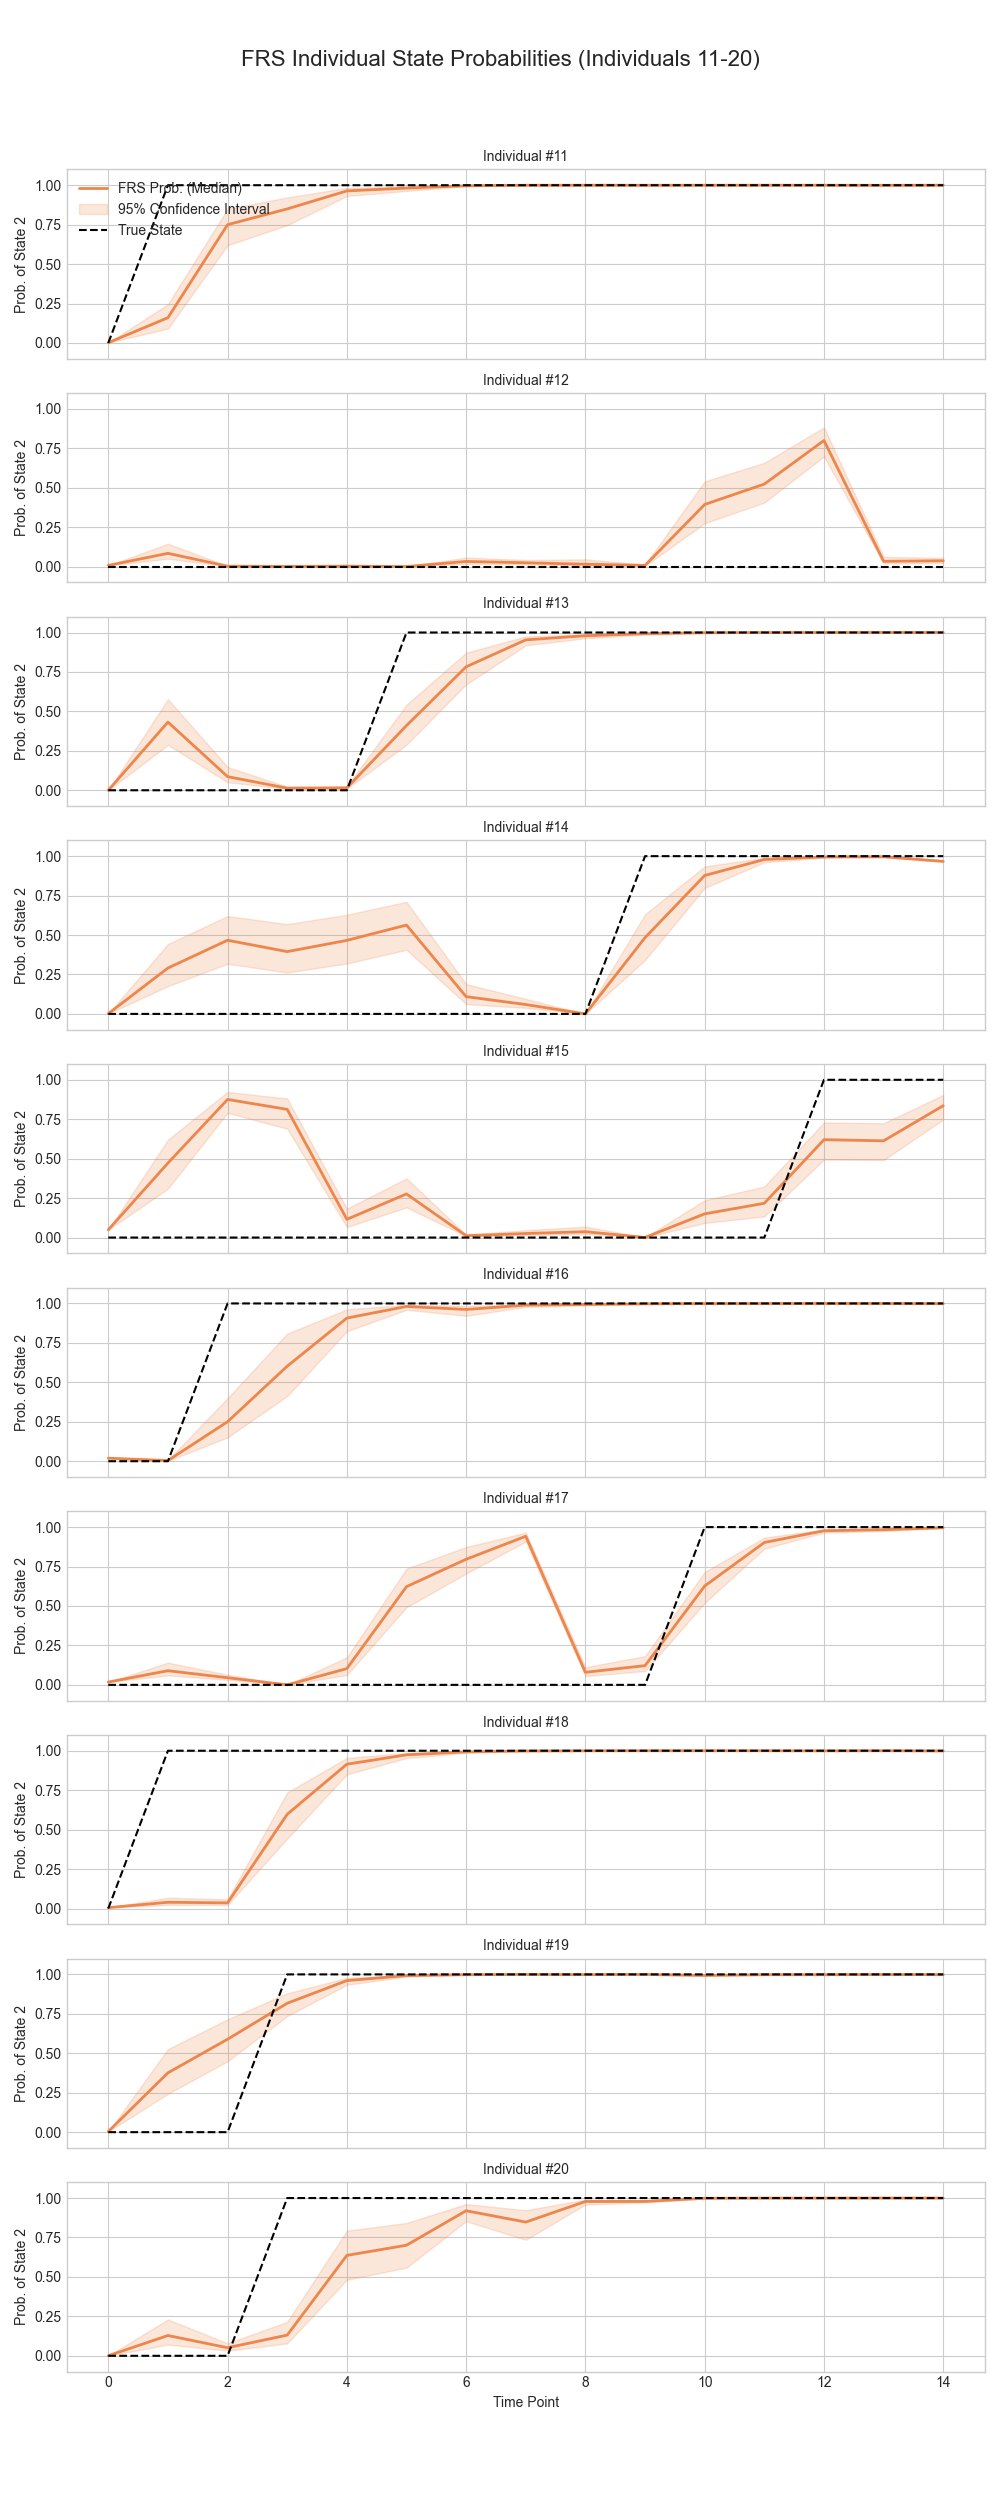 FRS Individual State Probabilities (Individuals 11-20)
Individual #11
FRS Prob. (Median)
95% Confidence Interval
True State
Prob. of State 2
1.00
0.75
0.50
0.25
0.00
Individual #12
Prob. of State 2
1.00
0.75
0.50
0.25
0.00
Individual #13
Prob. of State 2
1.00
0.75
0.50
0.25
0.00
Individual #14
Prob. of State 2
1.00
0.75
0.50
0.25
0.00
Individual #15
Prob. of State 2
1.00
0.75
0.50
0.25
0.00
Individual #16
Prob. of State 2
1.00
0.75
0.50
0.25
0.00
Individual #17
Prob. of State 2
1.00
0.75
0.50
0.25
0.00
Individual #18
Prob. of State 2
1.00
0.75
0.50
0.25
0.00
Individual #19
Prob. of State 2
1.00
0.75
0.50
0.25
0.00
Individual #20
Prob. of State 2
1.00
0.75
0.50
0.25
0.00
0 2 4 6 8 10 12 14
Time Point